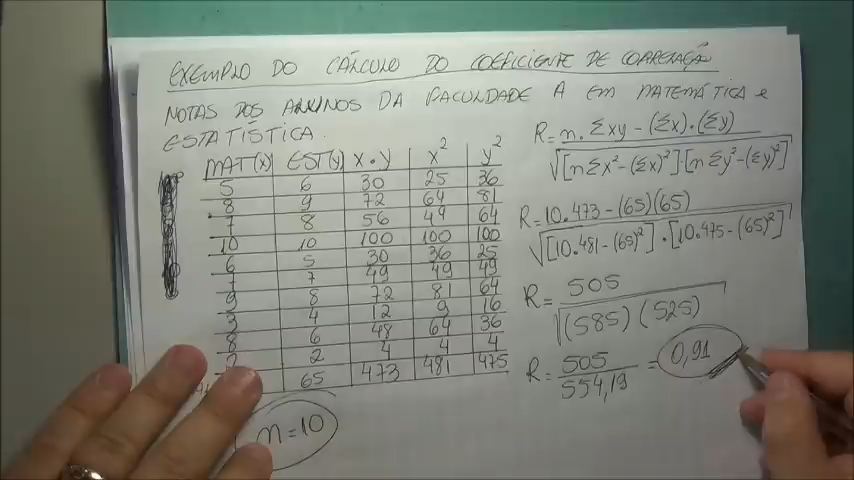 EXEMPLO DO CÁLCULO DO COEFICIENTE DE CORRELAÇÃO
NOTAS DOS ALUNOS DA FACULDADE A EM MATEMÁTICA e
ESTATÍSTICA.
MAT(x) EST(y) x.y x² y²
5 6 30 25 36
8 9 72 64 81
7 8 56 49 64
10 10 100 100 100
6 5 30 36 25
7 7 49 49 49
9 8 72 81 64
3 4 12 9 16
8 6 48 64 36
2 2 4 4 4
65 473 481 475
n=10
R= n.Σxy-(Σx).(Σy)
√[nΣx²-(Σx)²].[nΣy²-(Σy)²]
R=10.473-(65)(65)
√[10.481-(65)²].[10.475-(65)²]
R= 505
√(585)(525)
R= 505 = 0,91
554,19